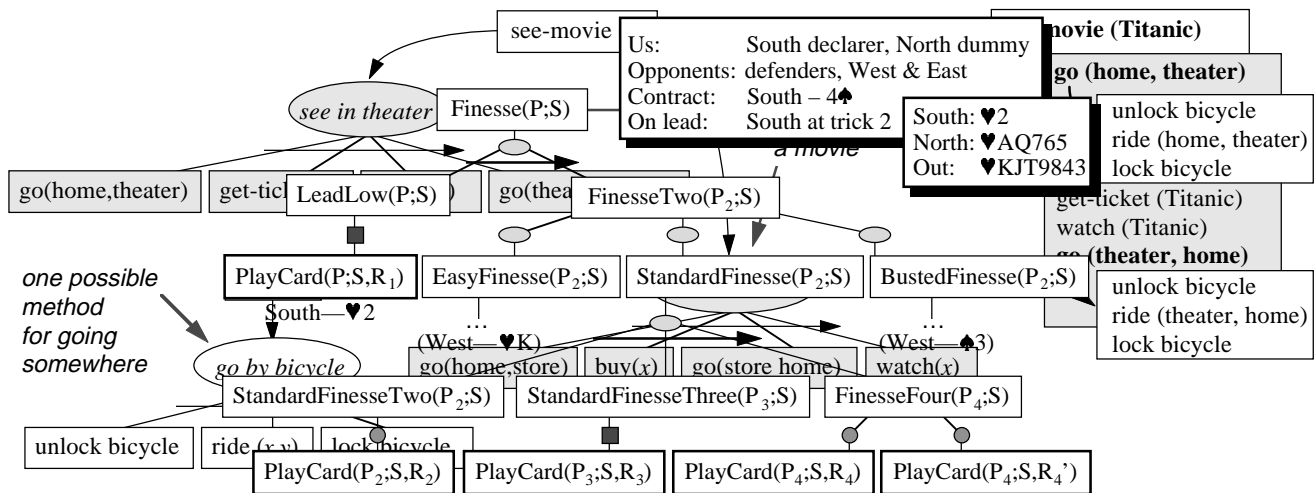 see-movie
Us: South declarer, North dummy
Opponents: defenders, West & East
Contract: South – 4♠
On lead: South at trick 2
movie (Titanic)
go (home, theater)
unlock bicycle
ride (home, theater)
lock bicycle
South: ♥2
North: ♥AQ765
Out: ♥KJT9843
see in theater
Finesse(P;S)
a movie
go(home,theater)
LeadLow(P;S)
FinesseTwo(P2;S)
get-ticket (Titanic)
watch (Titanic)
go (theater, home)
one possible
method
for going
somewhere
PlayCard(P;S,R1)
EasyFinesse(P2;S)
StandardFinesse(P2;S)
BustedFinesse(P2;S)
unlock bicycle
ride (theater, home)
lock bicycle
South—♥2
…
…
(West—♥K)
(West—♠3)
go by bicycle
go(home,store)
buy(x)
go(store home)
watch(x)
StandardFinesseTwo(P2;S)
StandardFinesseThree(P3;S)
FinesseFour(P4;S)
unlock bicycle
ride (x,y)
lock bicycle
PlayCard(P2;S,R2)
PlayCard(P3;S,R3)
PlayCard(P4;S,R4)
PlayCard(P4;S,R4’)